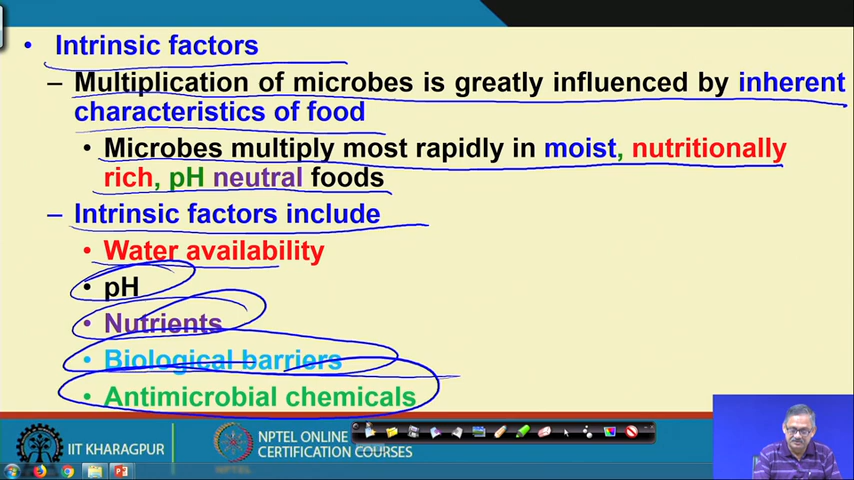 • Intrinsic factors
– Multiplication of microbes is greatly influenced by inherent
characteristics of food
• Microbes multiply most rapidly in moist, nutritionally
rich, pH neutral foods
– Intrinsic factors include
• Water availability
• pH
• Nutrients
• Biological barriers
• Antimicrobial chemicals
IIT KHARAGPUR
NPTEL ONLINE
CERTIFICATION COURSES
NPTEL